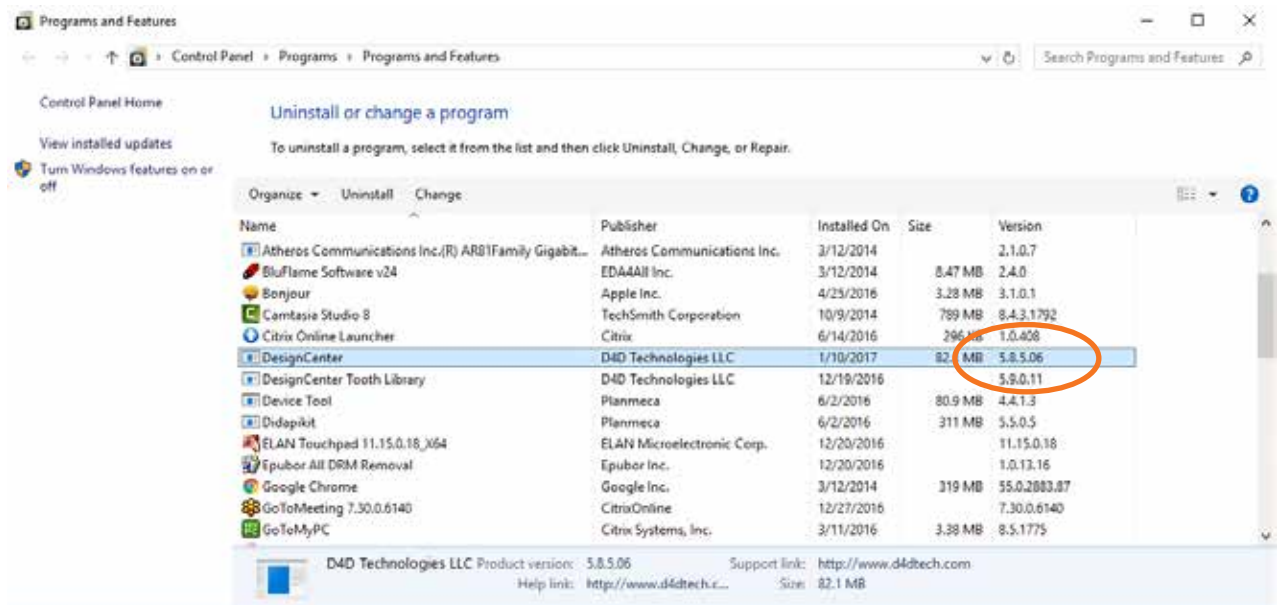 Programs and Features
Control Panel › Programs › Programs and Features
Search Programs and Features
Control Panel Home
View installed updates
Turn Windows features on or off
Uninstall or change a program
To uninstall a program, select it from the list and then click Uninstall, Change, or Repair.
Organize Uninstall Change
Name Publisher Installed On Size Version
Atheros Communications Inc.(R) AR81Family Gigabit... Atheros Communications Inc. 3/12/2014 2.1.0.7
BluFlame Software v24 EDA4All Inc. 3/12/2014 8.47 MB 2.4.0
Bonjour Apple Inc. 4/25/2016 3.28 MB 3.1.0.1
Camtasia Studio 8 TechSmith Corporation 10/9/2014 789 MB 8.4.3.1792
Citrix Online Launcher Citrix 6/14/2016 296 1.0.408
DesignCenter D4D Technologies LLC 1/10/2017 MB 5.8.5.06
DesignCenter Tooth Library D4D Technologies LLC 12/19/2016 5.9.0.11
Device Tool Planmeca 6/2/2016 80.9 MB 4.4.1.3
Didapikit Planmeca 6/2/2016 311 MB 5.5.0.5
ELAN Touchpad 11.15.0.18_X64 ELAN Microelectronic Corp. 12/20/2016 11.15.0.18
Epubor All DRM Removal Epubor Inc. 12/20/2016 1.0.13.16
Google Chrome Google Inc. 3/12/2014 319 MB 55.0.2883.87
GoToMeeting 7.30.0.6140 CitrixOnline 12/27/2016 7.30.0.6140
GoToMyPC Citrix Systems, Inc. 3/11/2016 3.38 MB 8.5.1775
D4D Technologies LLC Product version: 5.8.5.06 Support link: http://www.d4dtech.com
Help link: http://www.d4dtech.c... Size: 82.1 MB